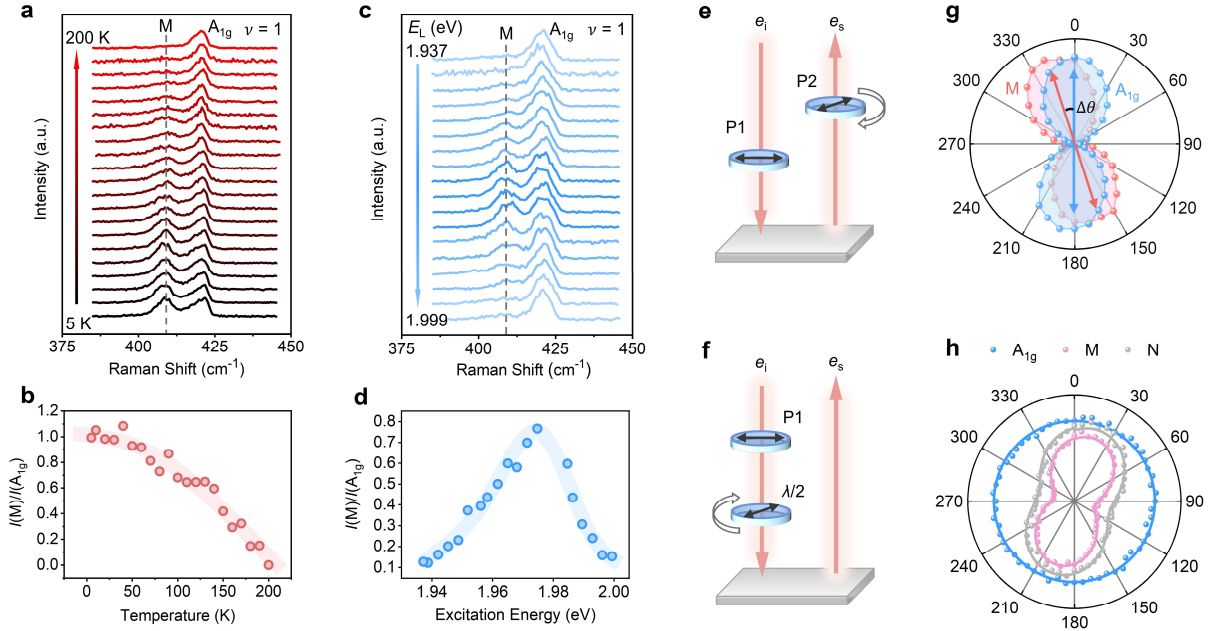 a
200 K
M
A1g
ν = 1
5 K
Intensity (a.u.)
375
400
425
450
Raman Shift (cm⁻¹)
b
I(M)/I(A1g)
1.2
1.0
0.8
0.6
0.4
0.2
0.0
0
50
100
150
200
Temperature (K)
c
EL (eV)
1.937
M
A1g
ν = 1
1.999
Intensity (a.u.)
375
400
425
450
Raman Shift (cm⁻¹)
d
I(M)/I(A1g)
0.8
0.7
0.6
0.5
0.4
0.3
0.2
0.1
1.94
1.96
1.98
2.00
Excitation Energy (eV)
e
ei
es
P2
P1
f
ei
es
P1
λ/2
g
0
30
60
90
120
150
180
210
240
270
300
330
M
A1g
Δθ
h
A1g
M
N
0
30
60
90
120
150
180
210
240
270
300
330